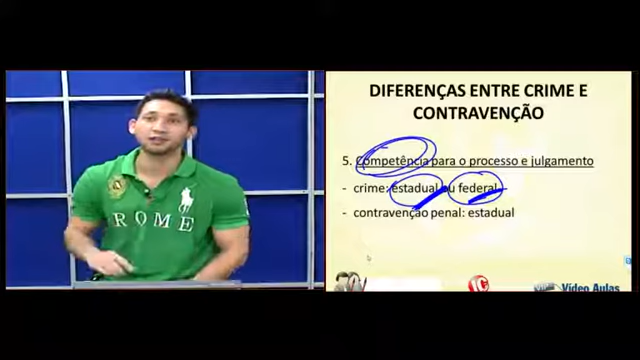 DIFERENÇAS ENTRE CRIME E
CONTRAVENÇÃO
5. Competência para o processo e julgamento
- crime: estadual ou federal
- contravenção penal: estadual
ROME
JC
Vídeo Aulas